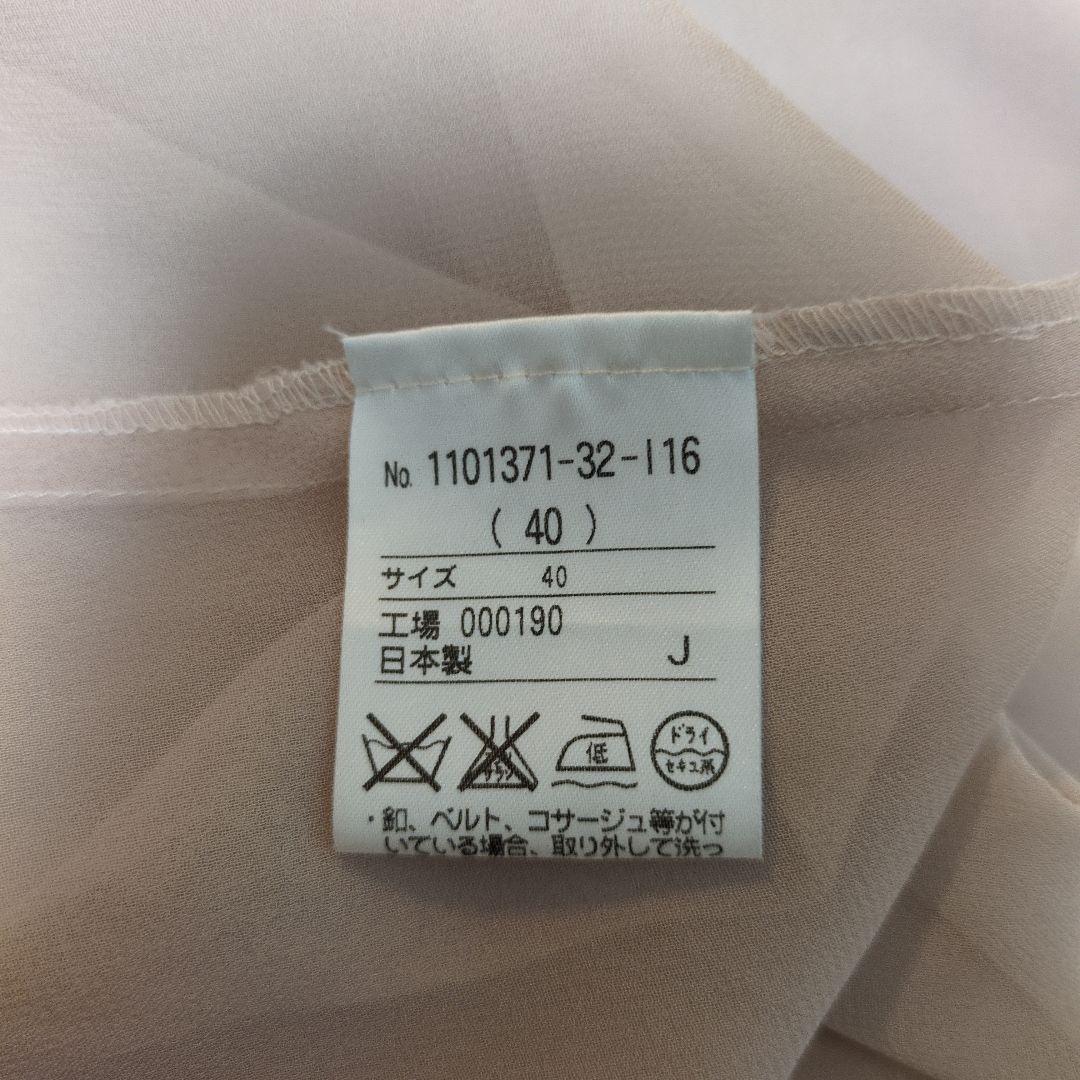 No. 1101371-32-I16
( 40 )
サイズ 40
工場 000190
日本製 J
低
ドライ
セキユ系
・釦、ベルト、コサージュ等が付
いている場合、取り外して洗っ